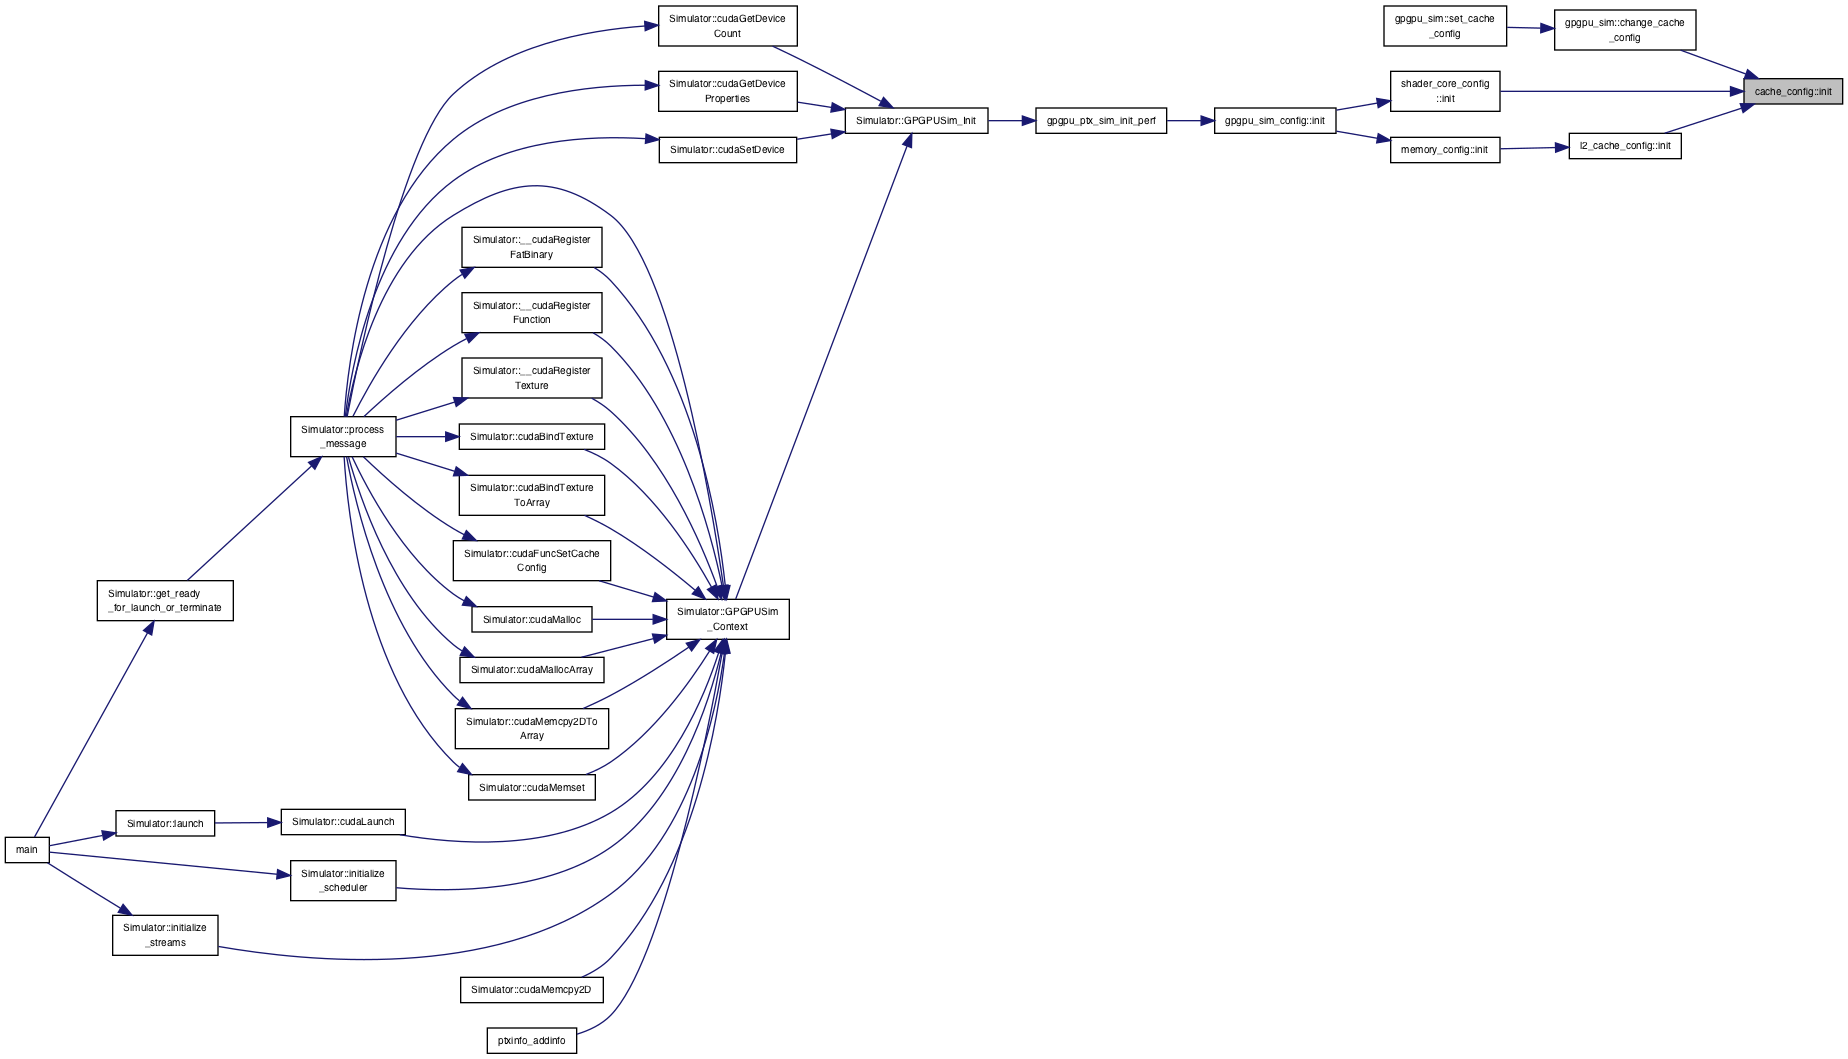 Simulator::cudaGetDevice
Count
gpgpu_sim::set_cache
_config
gpgpu_sim::change_cache
_config
Simulator::cudaGetDevice
Properties
shader_core_config
::init
cache_config::init
Simulator::GPGPUSim_Init
gpgpu_ptx_sim_init_perf
gpgpu_sim_config::init
Simulator::cudaSetDevice
memory_config::init
l2_cache_config::init
Simulator::__cudaRegister
FatBinary
Simulator::__cudaRegister
Function
Simulator::__cudaRegister
Texture
Simulator::process
_message
Simulator::cudaBindTexture
Simulator::cudaBindTexture
ToArray
Simulator::cudaFuncSetCache
Config
Simulator::get_ready
_for_launch_or_terminate
Simulator::cudaMalloc
Simulator::GPGPUSim
_Context
Simulator::cudaMallocArray
Simulator::cudaMemcpy2DTo
Array
Simulator::cudaMemset
Simulator::launch
Simulator::cudaLaunch
main
Simulator::initialize
_scheduler
Simulator::initialize
_streams
Simulator::cudaMemcpy2D
ptxinfo_addinfo